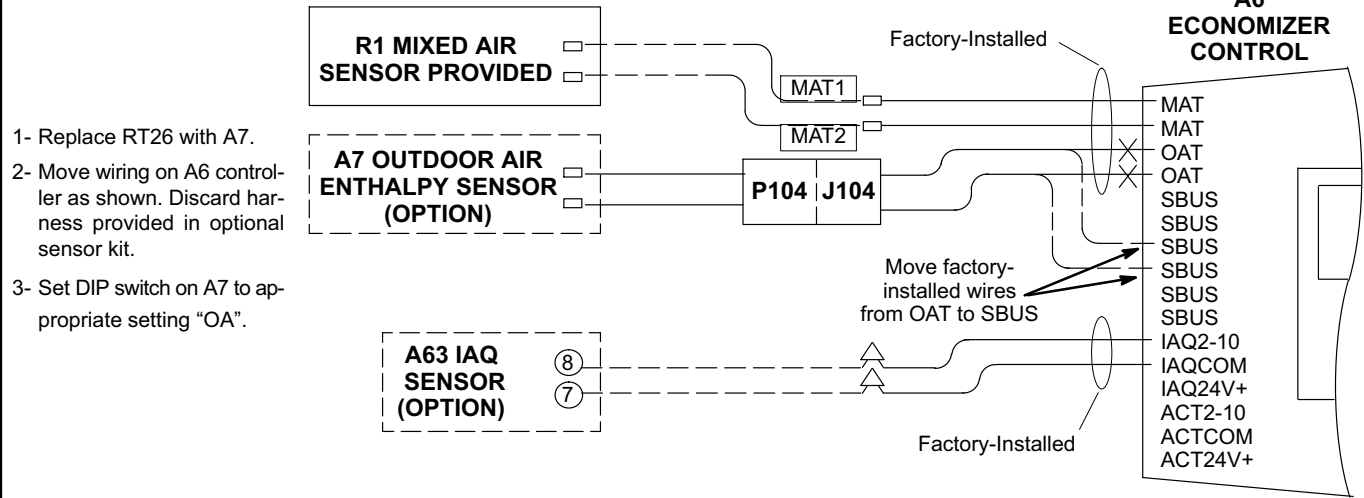 1- Replace RT26 with A7.
2- Move wiring on A6 control-
ler as shown. Discard har-
ness provided in optional
sensor kit.
3- Set DIP switch on A7 to ap-
propriate setting “OA”.
R1 MIXED AIR
SENSOR PROVIDED
A7 OUTDOOR AIR
ENTHALPY SENSOR
(OPTION)
A63 IAQ
SENSOR
(OPTION)
8
7
MAT1
MAT2
P104
J104
Factory-Installed
Move factory-
installed wires
from OAT to SBUS
Factory-Installed
A6
ECONOMIZER
CONTROL
MAT
MAT
OAT
OAT
SBUS
SBUS
SBUS
SBUS
SBUS
SBUS
IAQ2-10
IAQCOM
IAQ24V+
ACT2-10
ACTCOM
ACT24V+